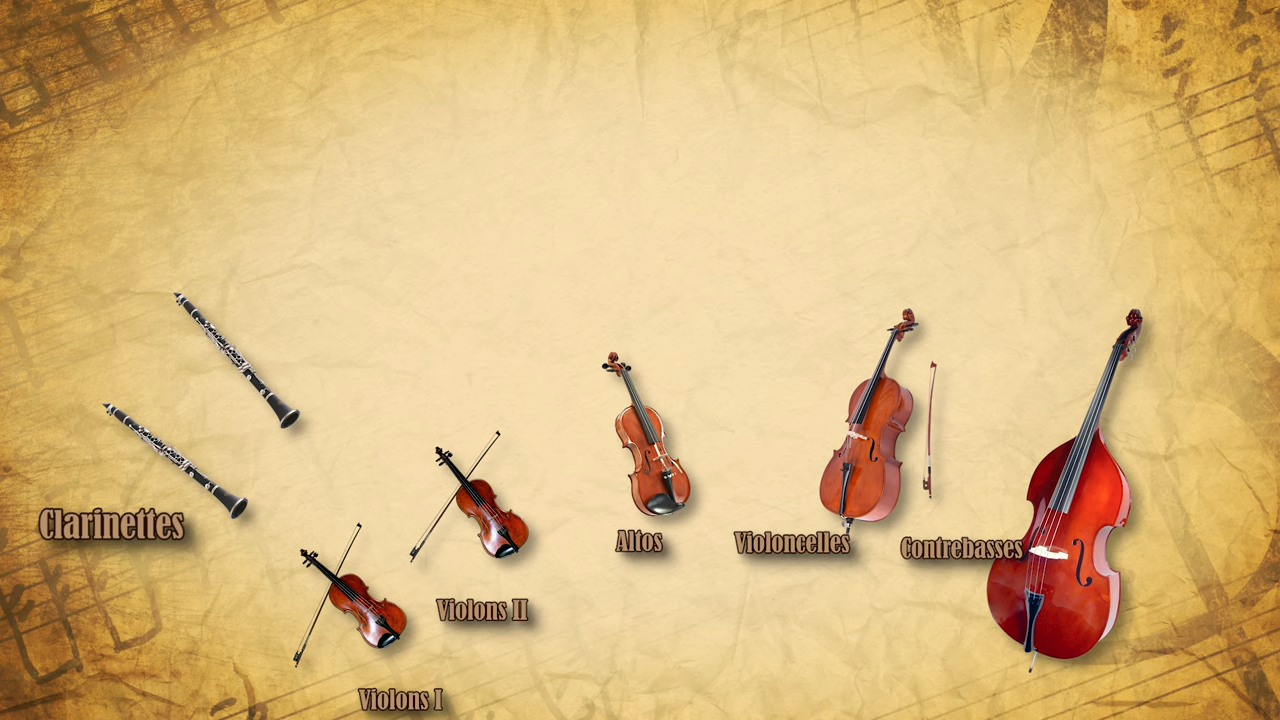 Clarinettes
Violons I
Violons II
Altos
Violoncelles
Contrebasses